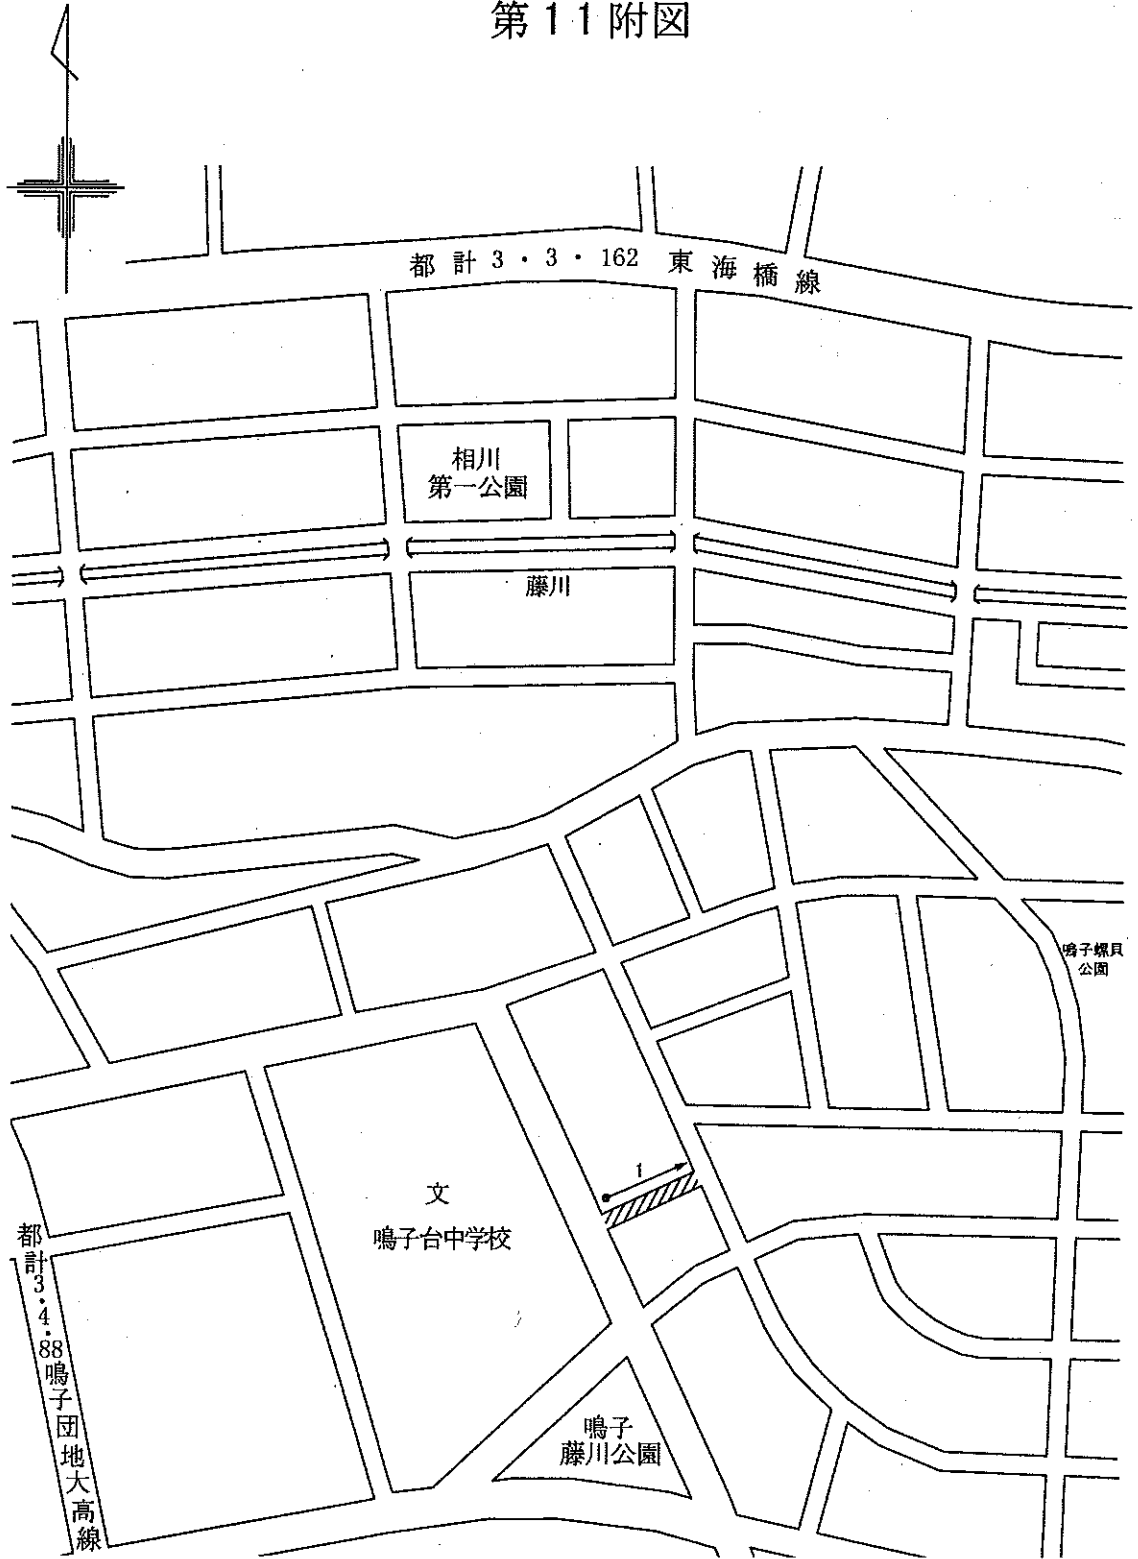 第11附図
都計3・3・162 東海橋線
相川
第一公園
藤川
鳴子螺貝
公園
1
文
鳴子台中学校
都計3・4・88鳴子団地大高線
鳴子
藤川公園